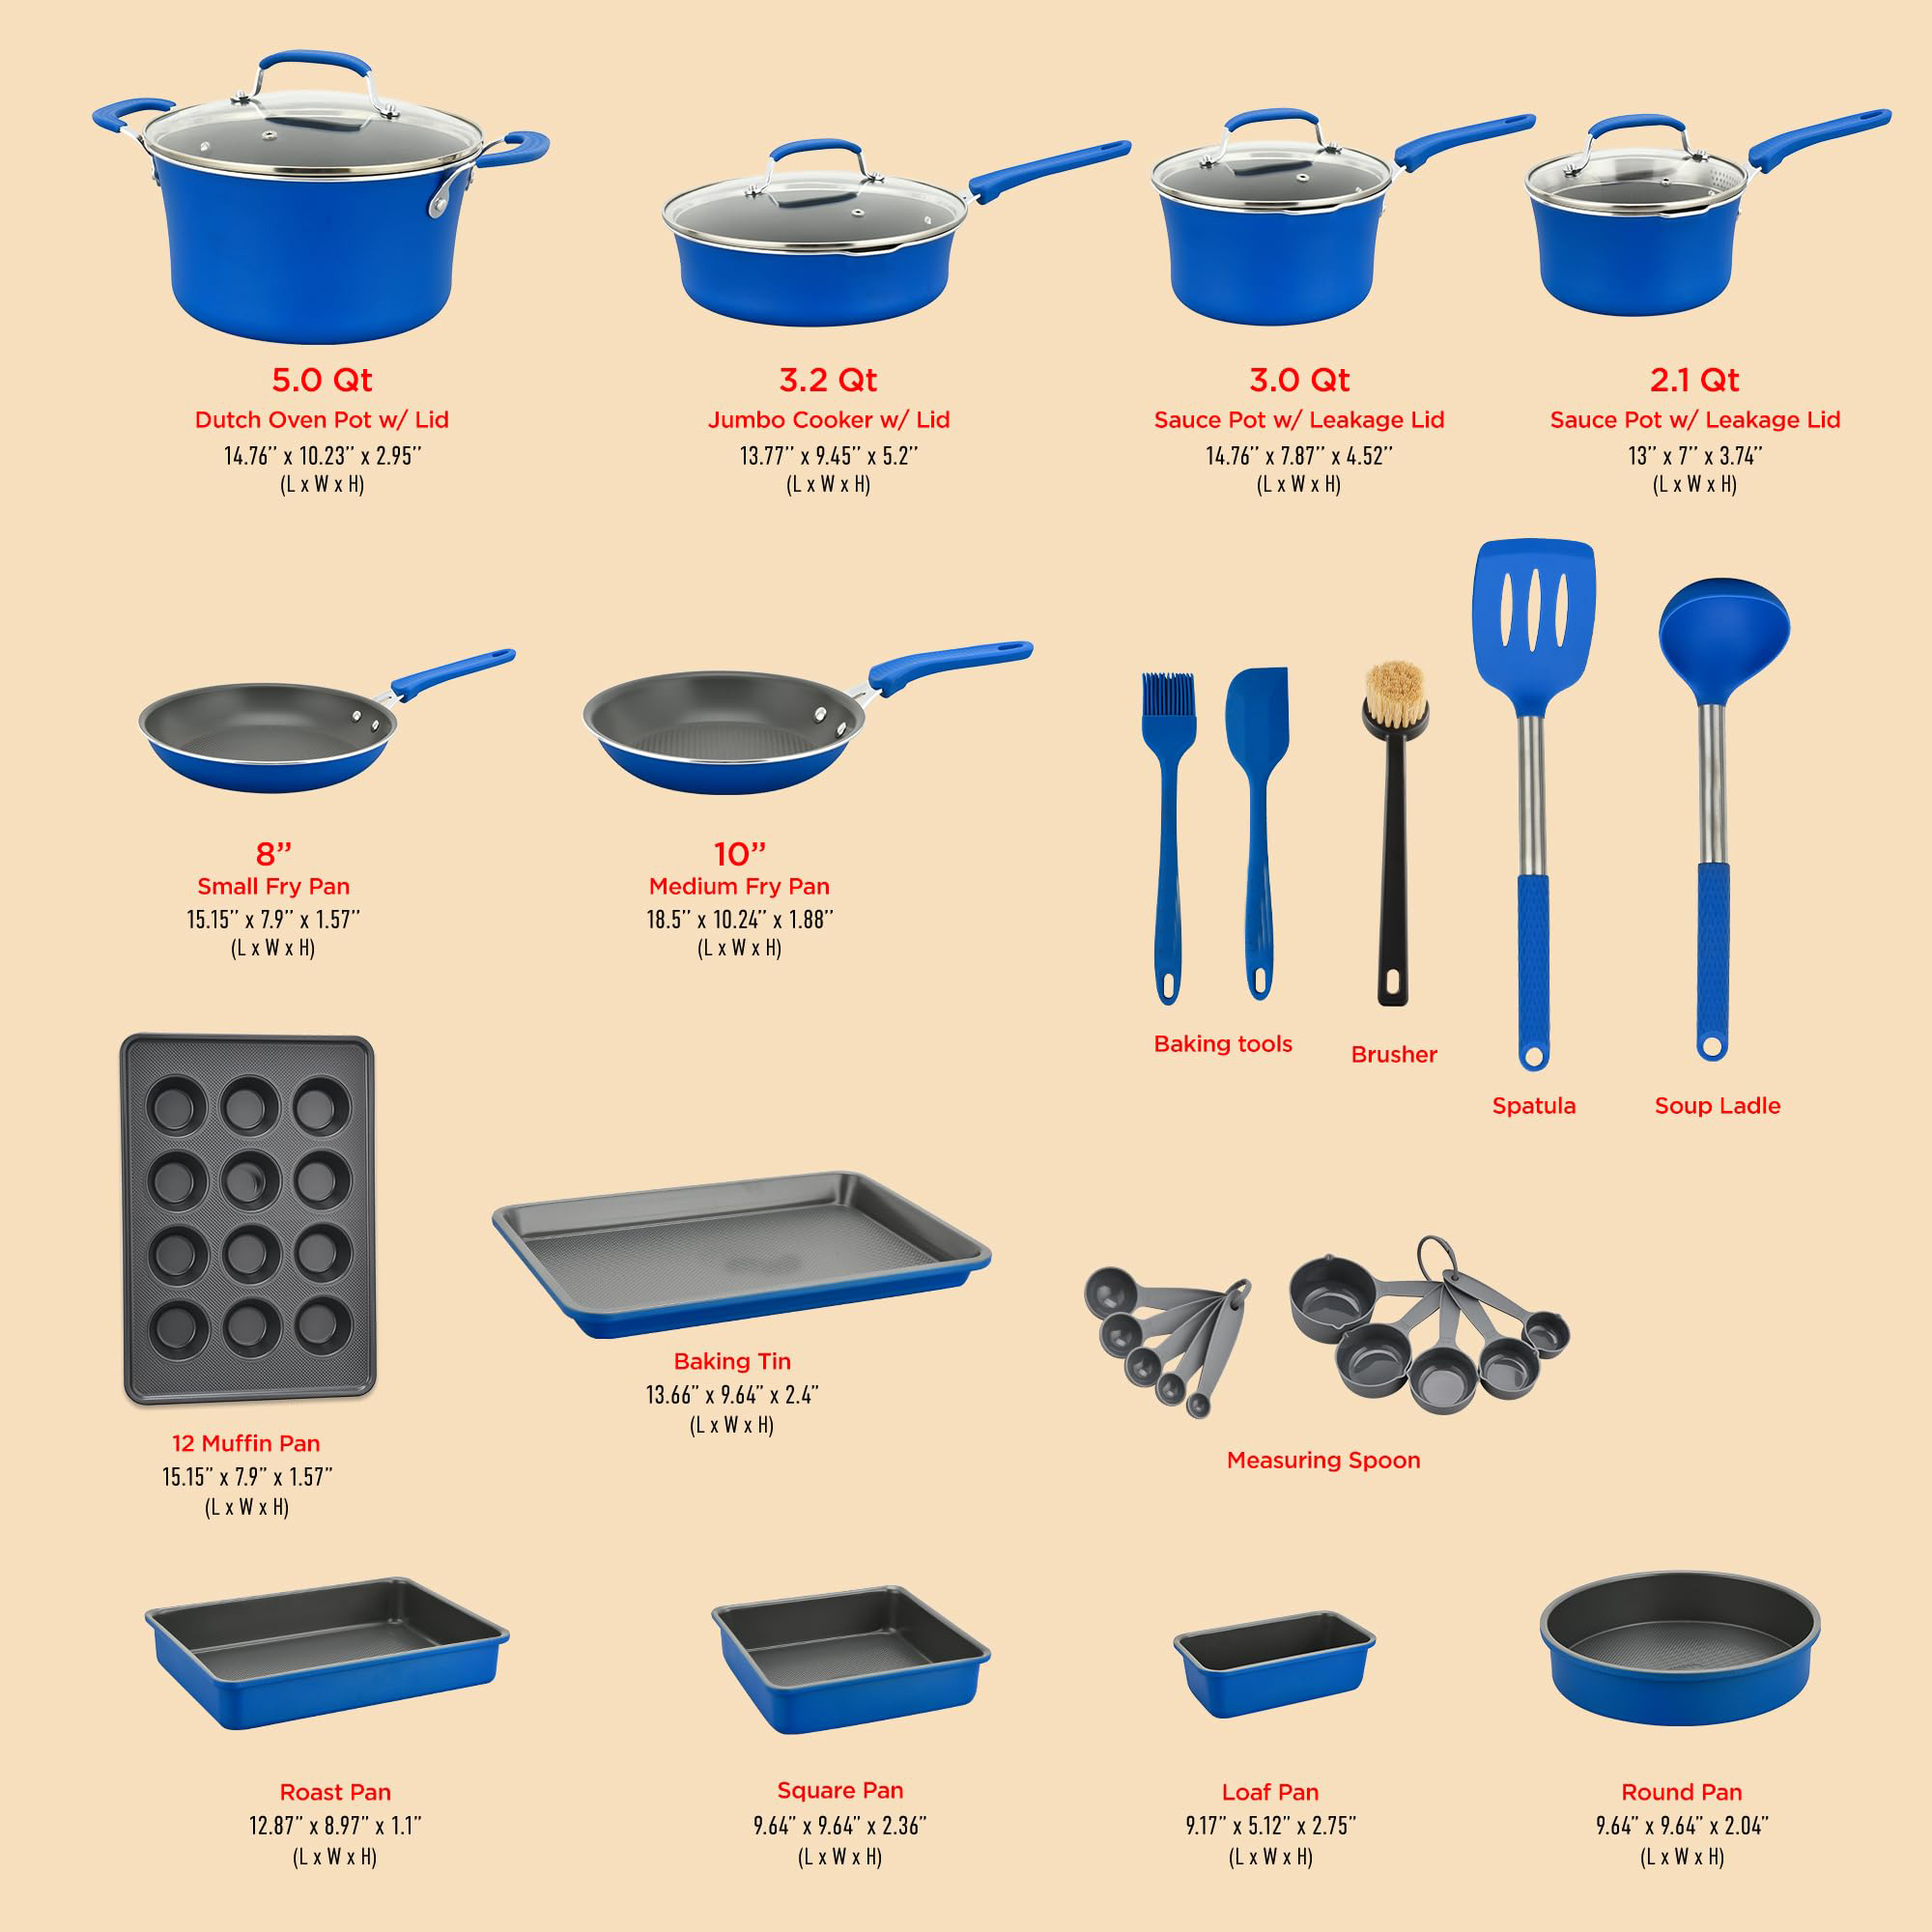 5.0 Qt
Dutch Oven Pot w/ Lid
14.76’’ x 10.23’’ x 2.95’’
(L x W x H)
3.2 Qt
Jumbo Cooker w/ Lid
13.77’’ x 9.45’’ x 5.2’’
(L x W x H)
3.0 Qt
Sauce Pot w/ Leakage Lid
14.76’’ x 7.87’’ x 4.52’’
(L x W x H)
2.1 Qt
Sauce Pot w/ Leakage Lid
13’’ x 7’’ x 3.74’’
(L x W x H)
8”
Small Fry Pan
15.15’’ x 7.9’’ x 1.57’’
(L x W x H)
10”
Medium Fry Pan
18.5’’ x 10.24’’ x 1.88’’
(L x W x H)
Baking tools
Brusher
Spatula
Soup Ladle
12 Muffin Pan
15.15” x 7.9” x 1.57”
(L x W x H)
Baking Tin
13.66” x 9.64” x 2.4”
(L x W x H)
Measuring Spoon
Roast Pan
12.87” x 8.97” x 1.1”
(L x W x H)
Square Pan
9.64” x 9.64” x 2.36”
(L x W x H)
Loaf Pan
9.17” x 5.12” x 2.75”
(L x W x H)
Round Pan
9.64” x 9.64” x 2.04”
(L x W x H)